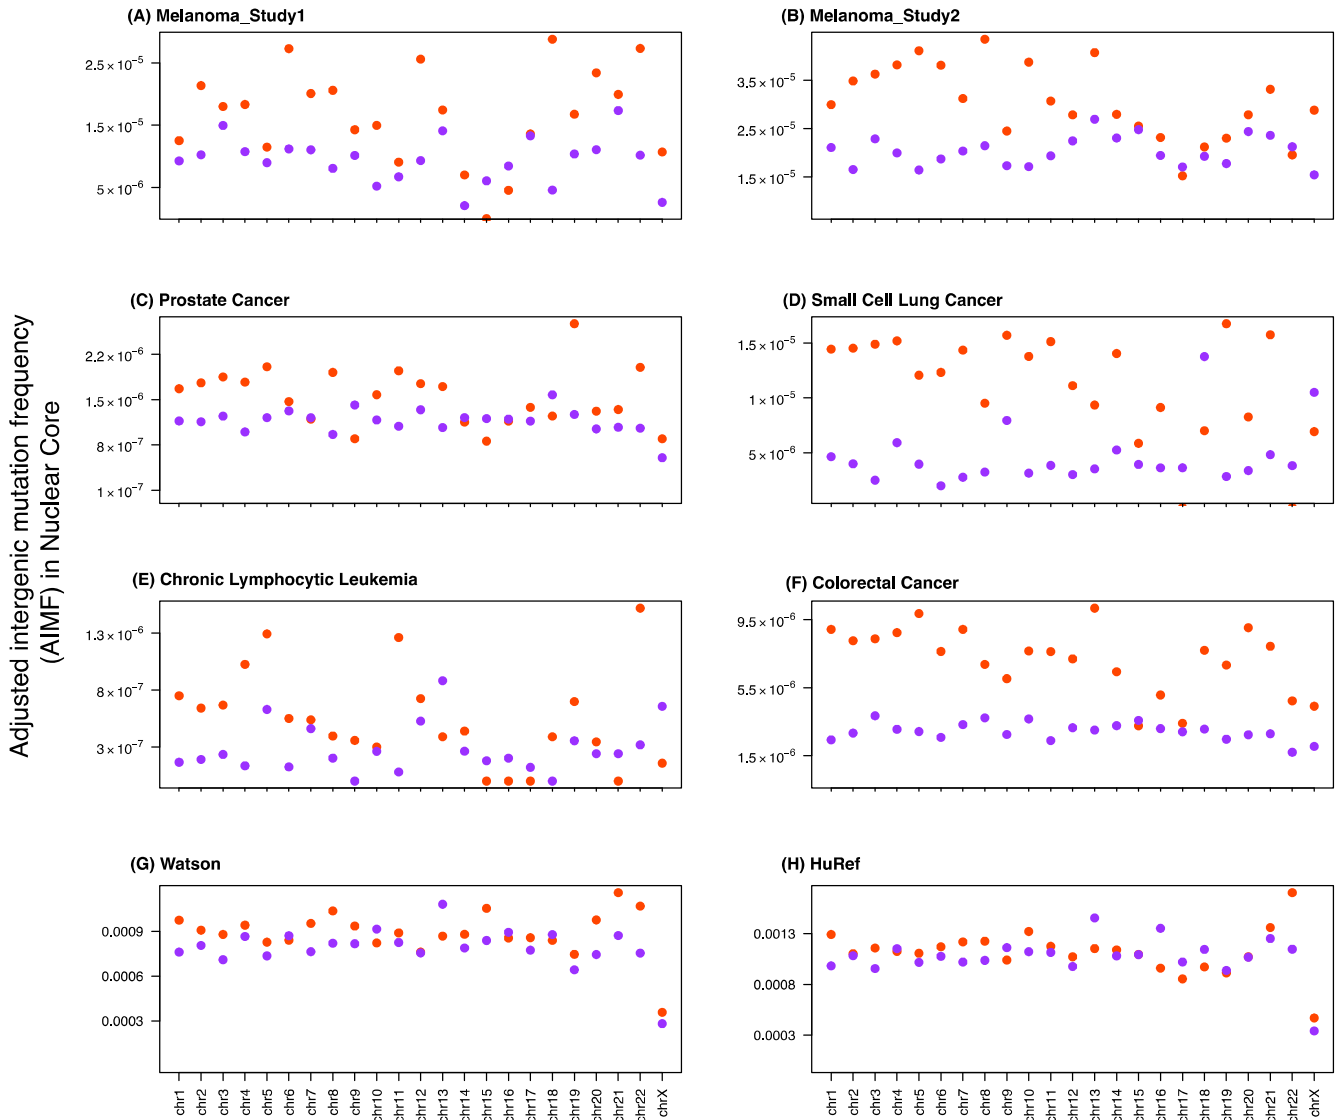 Adjusted intergenic mutation frequency
(AIMF) in Nuclear Core
(A) Melanoma_Study1
2.5 × 10⁻⁵
1.5 × 10⁻⁵
5 × 10⁻⁶
(B) Melanoma_Study2
3.5 × 10⁻⁵
2.5 × 10⁻⁵
1.5 × 10⁻⁵
(C) Prostate Cancer
2.2 × 10⁻⁶
1.5 × 10⁻⁶
8 × 10⁻⁷
1 × 10⁻⁷
(D) Small Cell Lung Cancer
1.5 × 10⁻⁵
1 × 10⁻⁵
5 × 10⁻⁶
(E) Chronic Lymphocytic Leukemia
1.3 × 10⁻⁶
8 × 10⁻⁷
3 × 10⁻⁷
(F) Colorectal Cancer
9.5 × 10⁻⁶
5.5 × 10⁻⁶
1.5 × 10⁻⁶
(G) Watson
0.0009
0.0006
0.0003
chr1
chr2
chr3
chr4
chr5
chr6
chr7
chr8
chr9
chr10
chr11
chr12
chr13
chr14
chr15
chr16
chr17
chr18
chr19
chr20
chr21
chr22
chrX
(H) HuRef
0.0013
0.0008
0.0003
chr1
chr2
chr3
chr4
chr5
chr6
chr7
chr8
chr9
chr10
chr11
chr12
chr13
chr14
chr15
chr16
chr17
chr18
chr19
chr20
chr21
chr22
chrX